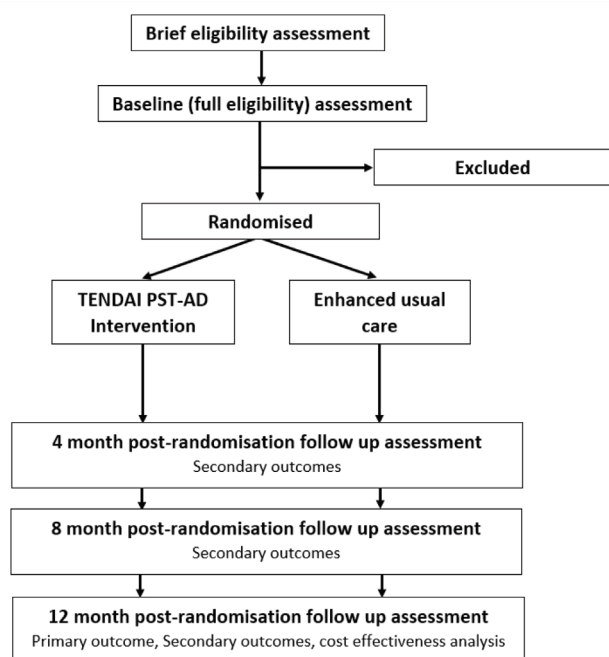 Brief eligibility assessment
Baseline (full eligibility) assessment
Excluded
Randomised
TENDAI PST-AD
Intervention
Enhanced usual
care
4 month post-randomisation follow up assessment
Secondary outcomes
8 month post-randomisation follow up assessment
Secondary outcomes
12 month post-randomisation follow up assessment
Primary outcome, Secondary outcomes, cost effectiveness analysis